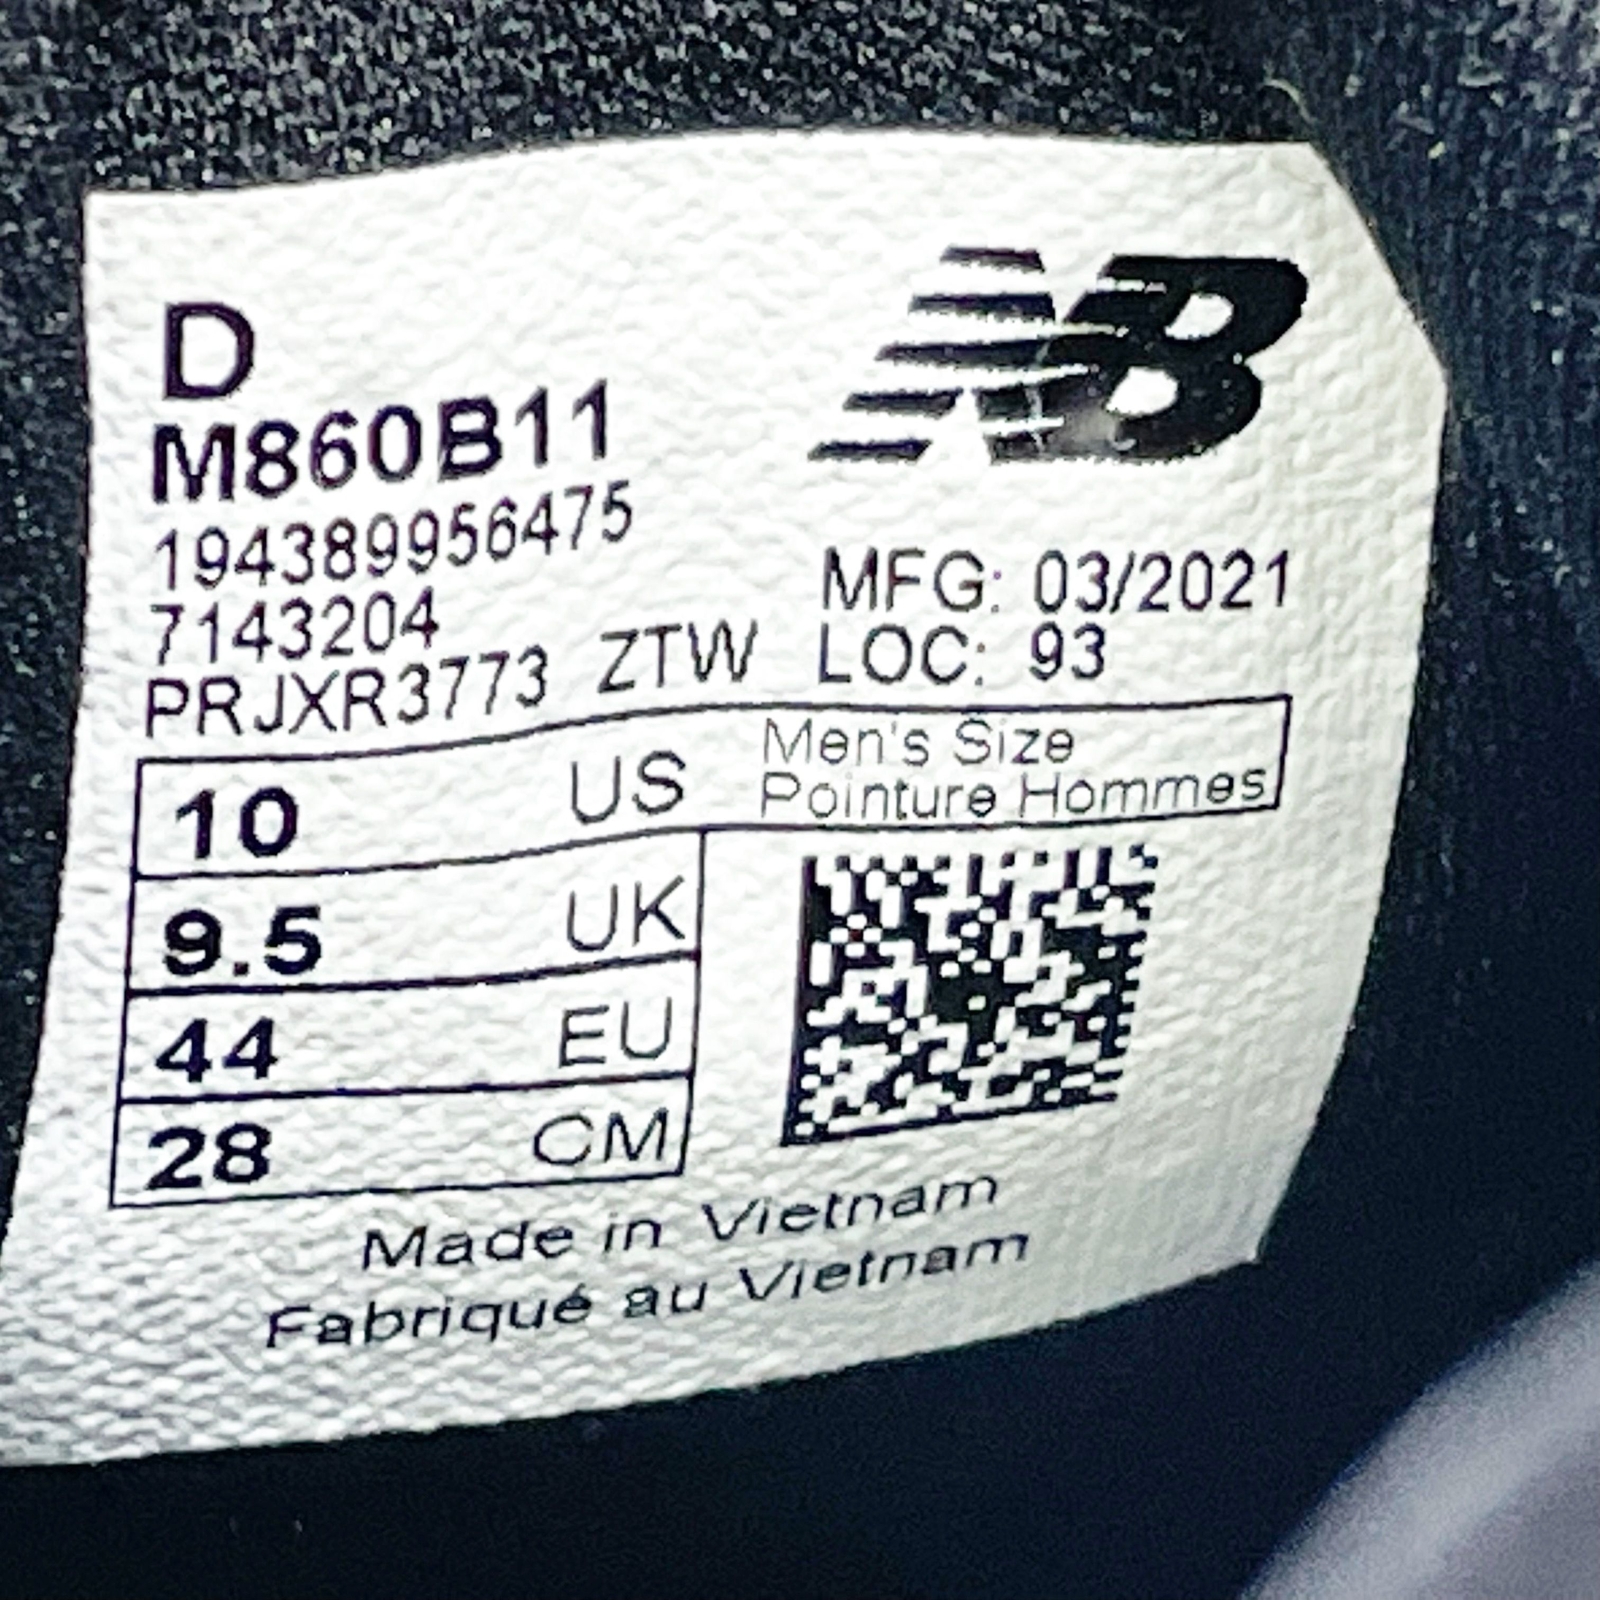 D
M860B11
194389956475
7143204
PRJXR3773 ZTW
NB
MFG: 03/2021
LOC: 93
10 US
Men's Size
Pointure Hommes
9.5 UK
44 EU
28 CM
Made in Vietnam
Fabriqué au Vietnam